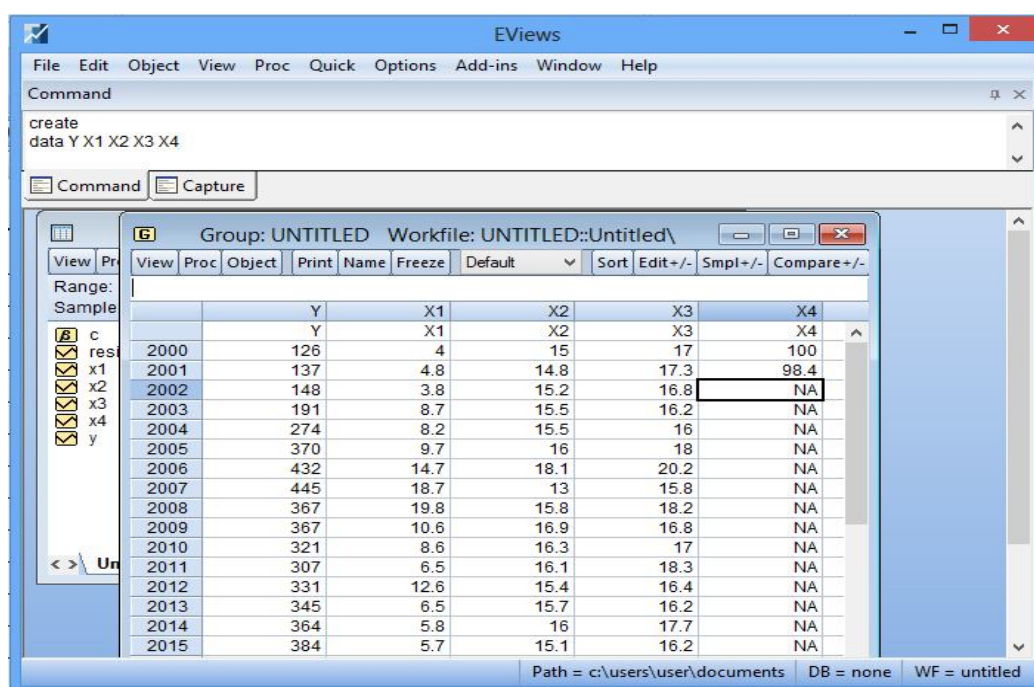 EViews
File Edit Object View Proc Quick Options Add-ins Window Help
Command
create
data Y X1 X2 X3 X4
Command Capture
G Group: UNTITLED Workfile: UNTITLED::Untitled\
View Pr
View Proc Object Print Name Freeze Default Sort Edit+/- Smpl+/- Compare+/-
Range:
Sample
β c
resi
x1
x2
x3
x4
y
Un
Y X1 X2 X3 X4
Y X1 X2 X3 X4
2000 126 4 15 17 100
2001 137 4.8 14.8 17.3 98.4
2002 148 3.8 15.2 16.8 NA
2003 191 8.7 15.5 16.2 NA
2004 274 8.2 15.5 16 NA
2005 370 9.7 16 18 NA
2006 432 14.7 18.1 20.2 NA
2007 445 18.7 13 15.8 NA
2008 367 19.8 15.8 18.2 NA
2009 367 10.6 16.9 16.8 NA
2010 321 8.6 16.3 17 NA
2011 307 6.5 16.1 18.3 NA
2012 331 12.6 15.4 16.4 NA
2013 345 6.5 15.7 16.2 NA
2014 364 5.8 16 17.7 NA
2015 384 5.7 15.1 16.2 NA
Path = c:\users\user\documents DB = none WF = untitled